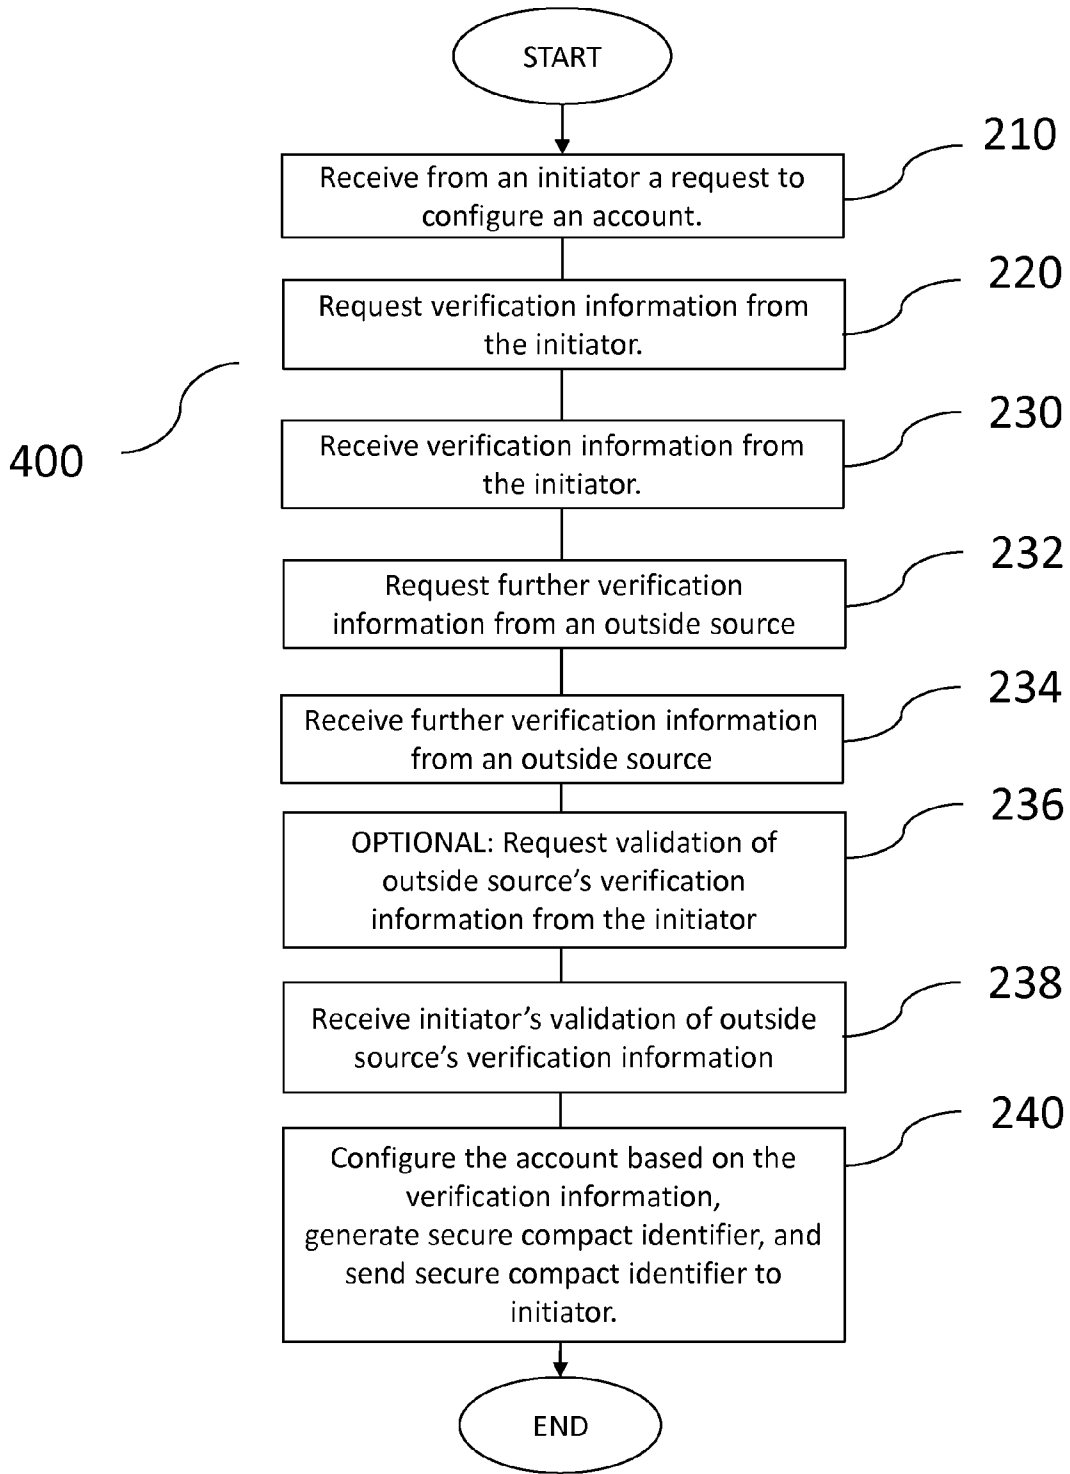 START
210
Receive from an initiator a request to
configure an account.
220
Request verification information from
the initiator.
400
230
Receive verification information from
the initiator.
232
Request further verification
information from an outside source
234
Receive further verification information
from an outside source
236
OPTIONAL: Request validation of
outside source’s verification
information from the initiator
238
Receive initiator’s validation of outside
source’s verification information
240
Configure the account based on the
verification information,
generate secure compact identifier, and
send secure compact identifier to
initiator.
END